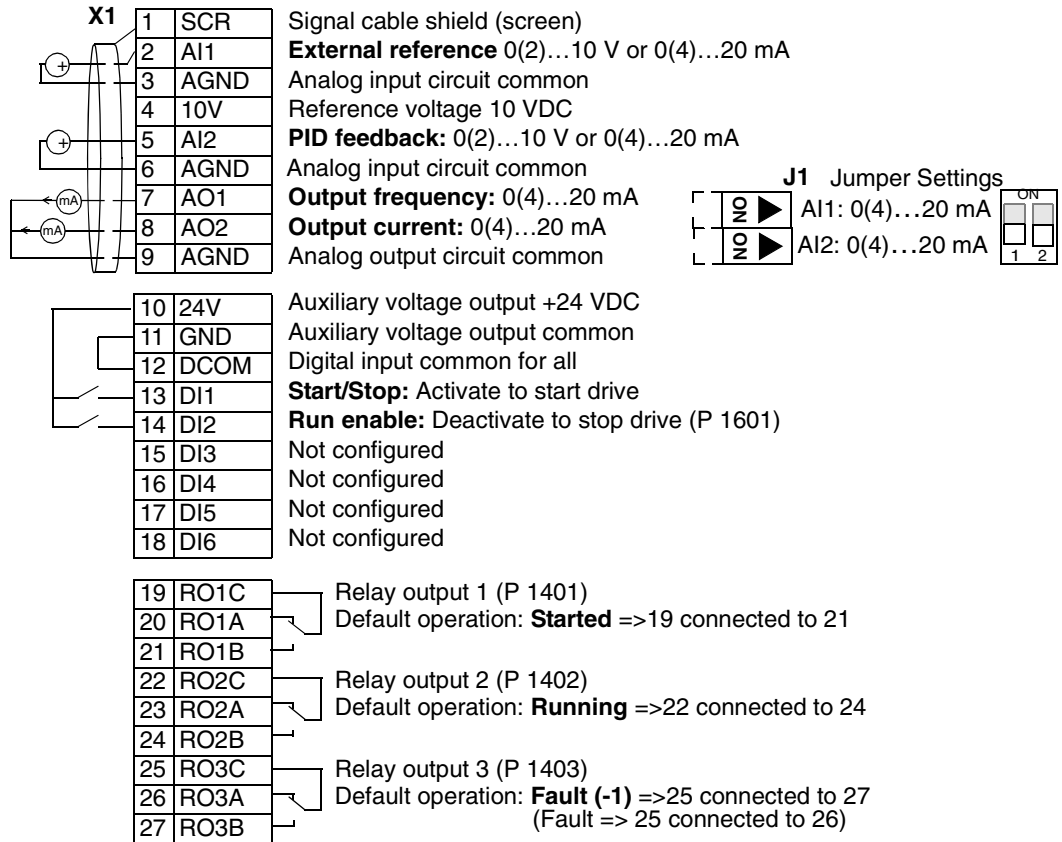 X1
1 SCR Signal cable shield (screen)
2 AI1 External reference 0(2)…10 V or 0(4)…20 mA
3 AGND Analog input circuit common
4 10V Reference voltage 10 VDC
5 AI2 PID feedback: 0(2)…10 V or 0(4)…20 mA
6 AGND Analog input circuit common
7 AO1 Output frequency: 0(4)…20 mA
8 AO2 Output current: 0(4)…20 mA
9 AGND Analog output circuit common
+
+
mA
mA
J1 Jumper Settings
ON AI1: 0(4)…20 mA
ON AI2: 0(4)…20 mA
ON
1 2
10 24V Auxiliary voltage output +24 VDC
11 GND Auxiliary voltage output common
12 DCOM Digital input common for all
13 DI1 Start/Stop: Activate to start drive
14 DI2 Run enable: Deactivate to stop drive (P 1601)
15 DI3 Not configured
16 DI4 Not configured
17 DI5 Not configured
18 DI6 Not configured
19 RO1C Relay output 1 (P 1401)
20 RO1A Default operation: Started =>19 connected to 21
21 RO1B
22 RO2C Relay output 2 (P 1402)
23 RO2A Default operation: Running =>22 connected to 24
24 RO2B
25 RO3C Relay output 3 (P 1403)
26 RO3A Default operation: Fault (-1) =>25 connected to 27
27 RO3B (Fault => 25 connected to 26)